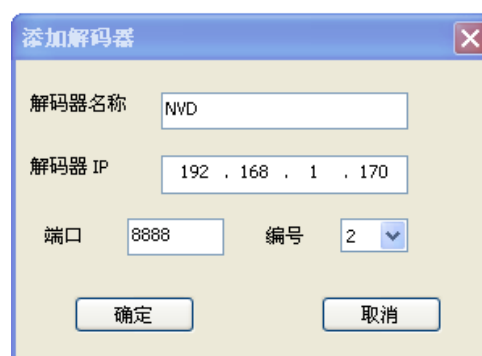 添加解码器
解码器名称 NVD
解码器 IP 192 . 168 . 1 . 170
端口 8888 编号 2
确定 取消